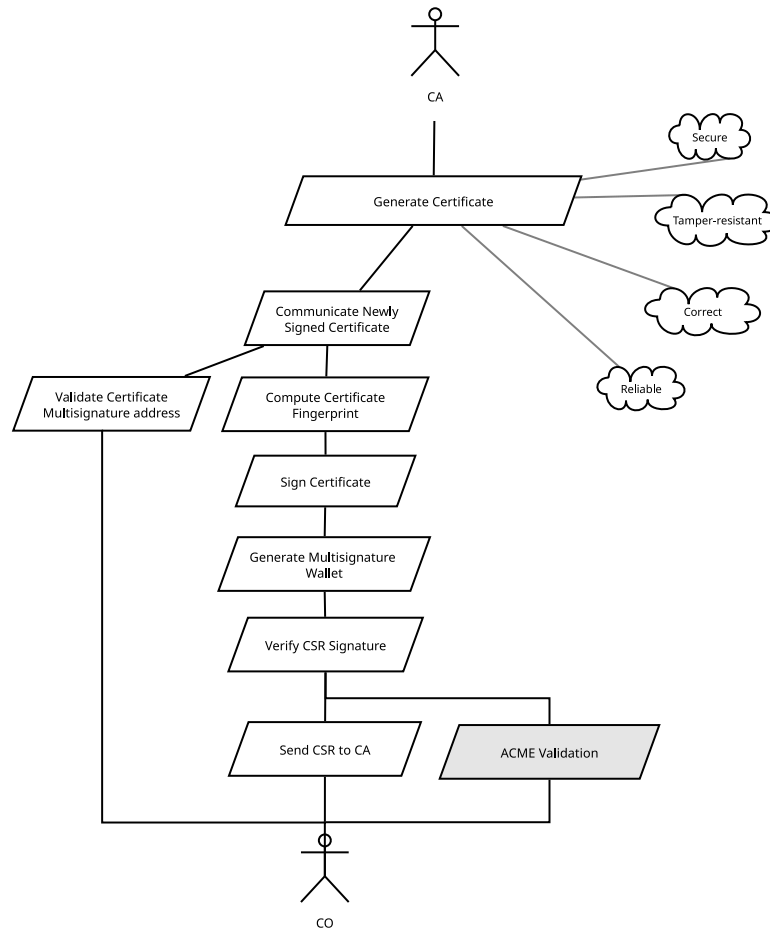 CA
Secure
Generate Certificate
Tamper-resistant
Communicate Newly
Signed Certificate
Correct
Reliable
Validate Certificate
Multisignature address
Compute Certificate
Fingerprint
Sign Certificate
Generate Multisignature
Wallet
Verify CSR Signature
Send CSR to CA
ACME Validation
CO